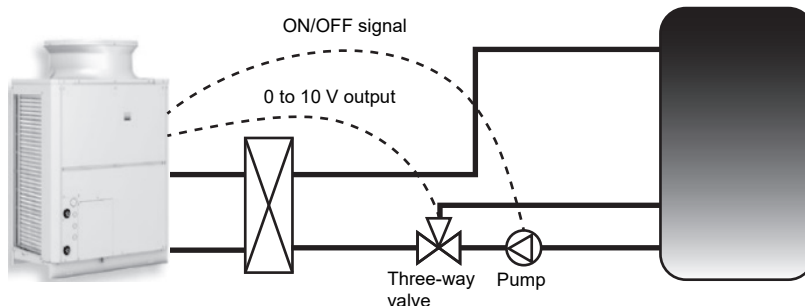 ON/OFF signal
0 to 10 V output
Three-way
valve
Pump